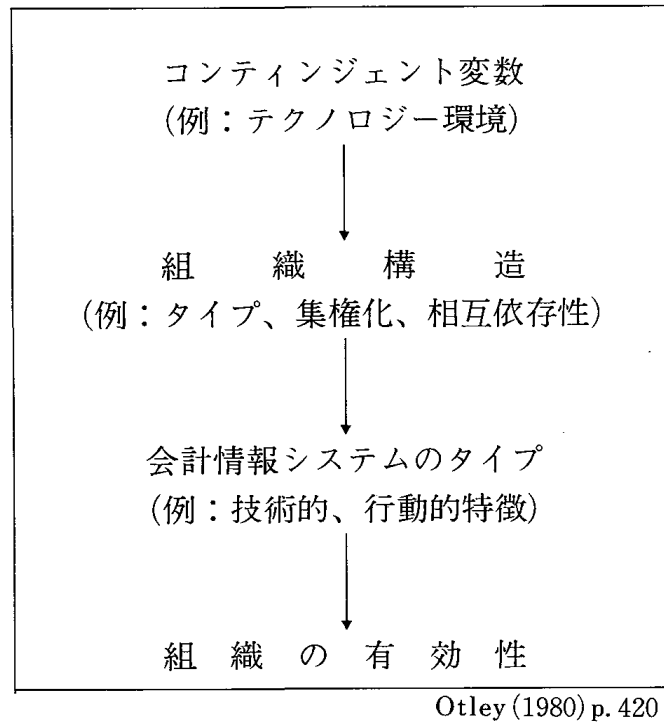 コンティンジェント変数
(例：テクノロジー環境)
組織構造
(例：タイプ、集権化、相互依存性)
会計情報システムのタイプ
(例：技術的、行動的特徴)
組織の有効性
Otley(1980)p.420